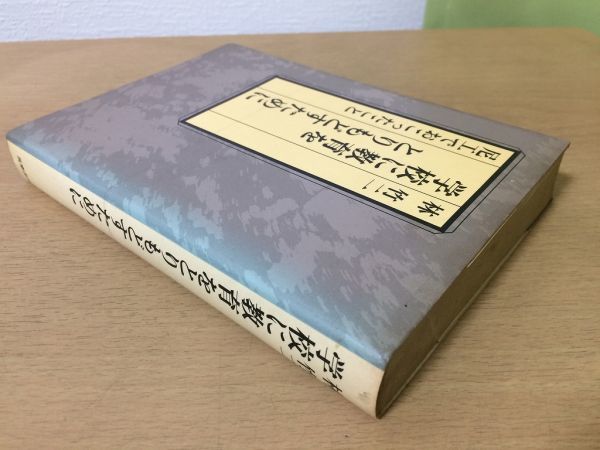 林 竹二
学校に教育を
とりもどすために
尼工でおこったこと
学校に教育をとりもどすために